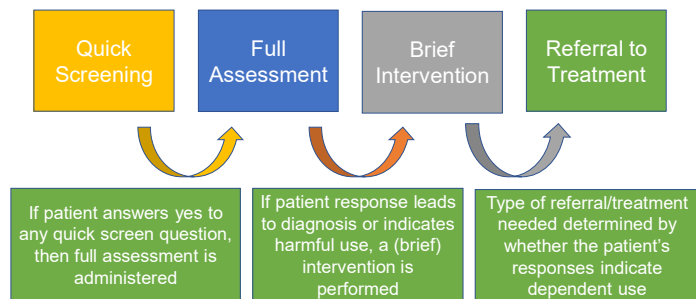 Quick
Screening
Full
Assessment
Brief
Intervention
Referral to
Treatment
If patient answers yes to
any quick screen question,
then full assessment is
administered
If patient response leads
to diagnosis or indicates
harmful use, a (brief)
intervention is
performed
Type of referral/treatment
needed determined by
whether the patient's
responses indicate
dependent use